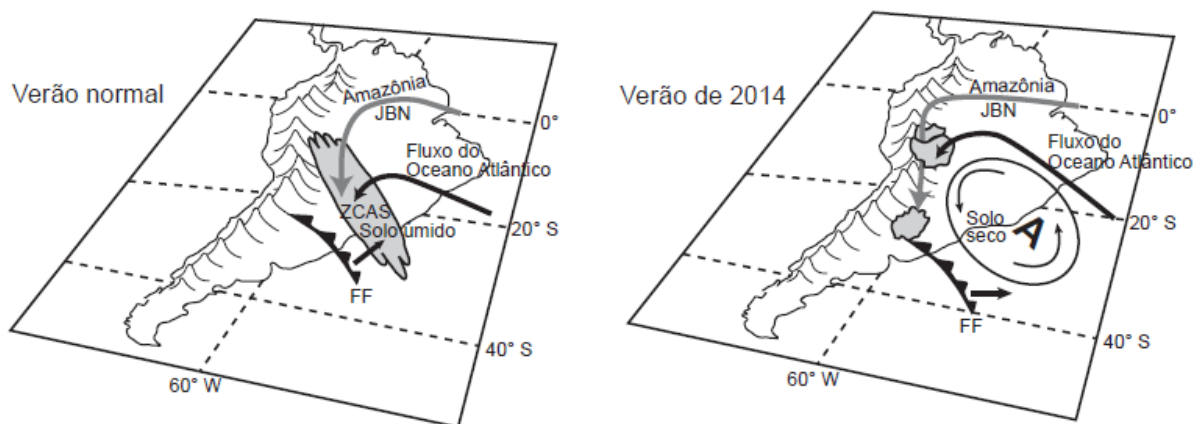 Verão normal
Amazônia
JBN
0°
Fluxo do
Oceano Atlântico
ZCAS
Solo úmido
20° S
FF
40° S
60° W
Verão de 2014
Amazônia
JBN
0°
Fluxo do
Oceano Atlântico
Solo
seco
A
20° S
FF
40° S
60° W